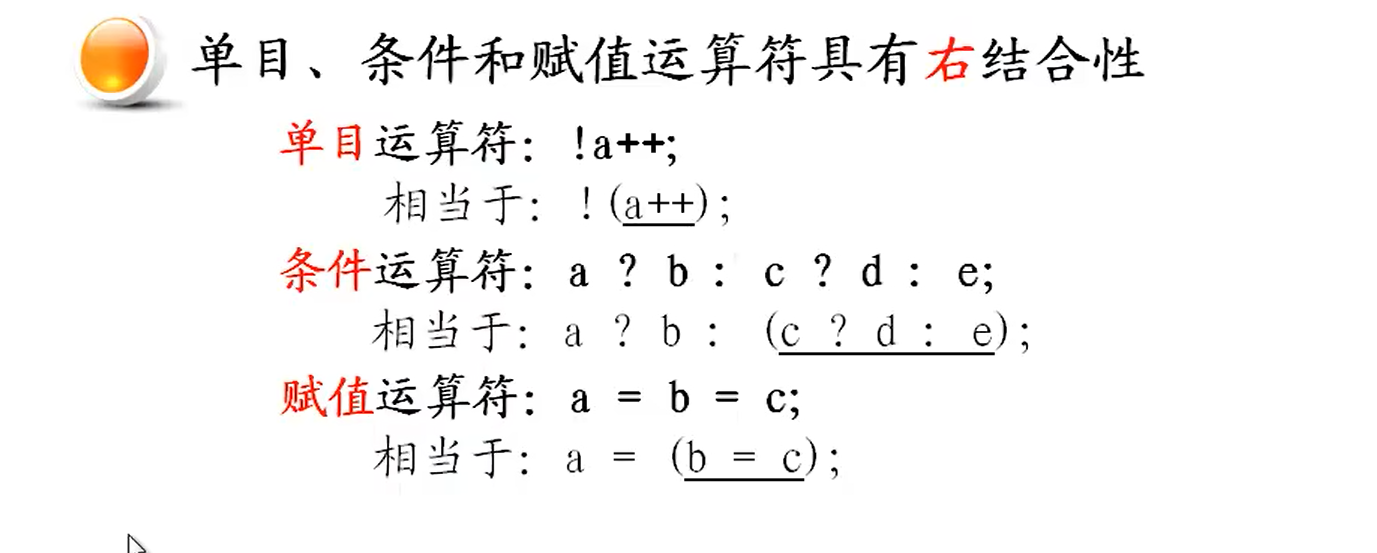 单目、条件和赋值运算符具有右结合性
单目运算符：!a++;
相当于：!(a++);
条件运算符：a ? b : c ? d : e;
相当于：a ? b : (c ? d : e);
赋值运算符：a = b = c;
相当于：a = (b = c);